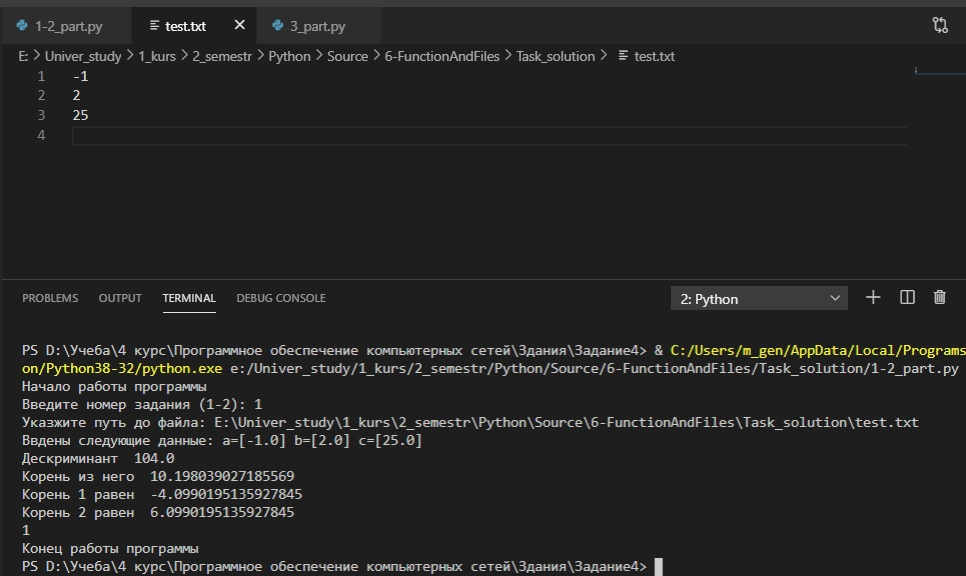 1-2_part.py test.txt 3_part.py
E: > Univer_study > 1_kurs > 2_semestr > Python > Source > 6-FunctionAndFiles > Task_solution > test.txt
1 -1
2 2
3 25
4
PROBLEMS OUTPUT TERMINAL DEBUG CONSOLE 2: Python
PS D:\Учеба\4 курс\Программное обеспечение компьютерных сетей\Здания\Задание4> & C:/Users/m_gen/AppData/Local/Programs
on/Python38-32/python.exe e:/Univer_study/1_kurs/2_semestr/Python/Source/6-FunctionAndFiles/Task_solution/1-2_part.py
Начало работы программы
Введите номер задания (1-2): 1
Указжите путь до файла: E:\Univer_study\1_kurs\2_semestr\Python\Source\6-FunctionAndFiles\Task_solution\test.txt
Ввдены следующие данные: a=[-1.0] b=[2.0] c=[25.0]
Дескриминант 104.0
Корень из него 10.198039027185569
Корень 1 равен -4.0990195135927845
Корень 2 равен 6.0990195135927845
1
Конец работы программы
PS D:\Учеба\4 курс\Программное обеспечение компьютерных сетей\Здания\Задание4>